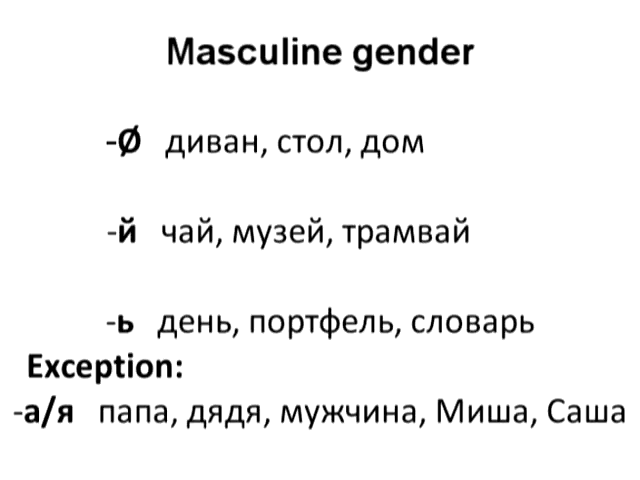 Masculine gender
-Ø диван, стол, дом
-й чай, музей, трамвай
-ь день, портфель, словарь
Exception:
-а/я папа, дядя, мужчина, Миша, Саша